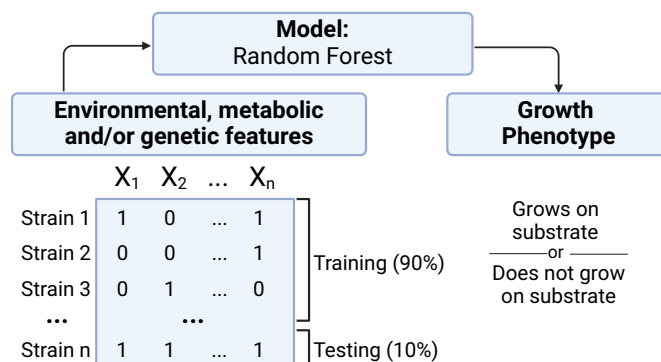 Model:
Random Forest
Environmental, metabolic
and/or genetic features
Growth
Phenotype
X1 X2 ... Xn
Strain 1 1 0 ... 1
Strain 2 0 0 ... 1
Strain 3 0 1 ... 0
... ...
Strain n 1 1 ... 1
Training (90%)
Testing (10%)
Grows on
substrate
or
Does not grow
on substrate